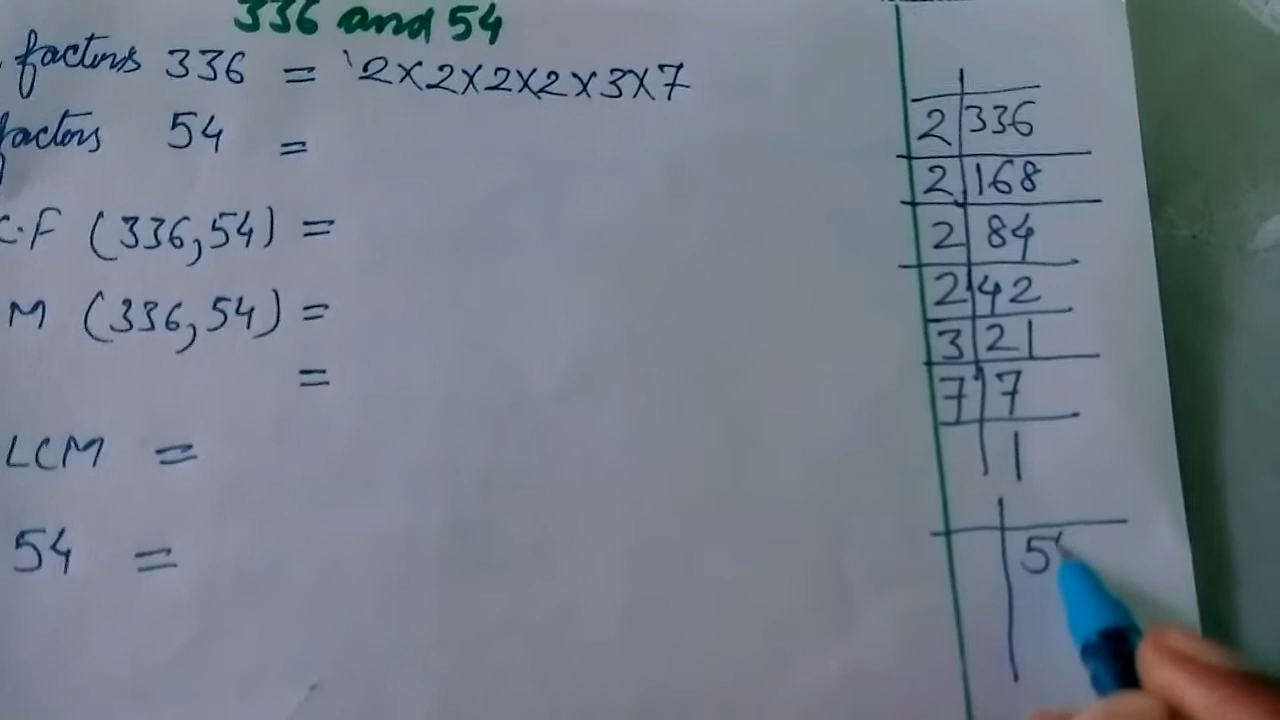 336 and 54
factors 336 = 2×2×2×2×3×7
factors 54 =
C.F (336,54) =
M (336,54) =
=
LCM =
54 =
2 336
2 168
2 84
2 42
3 21
7 7
1
5